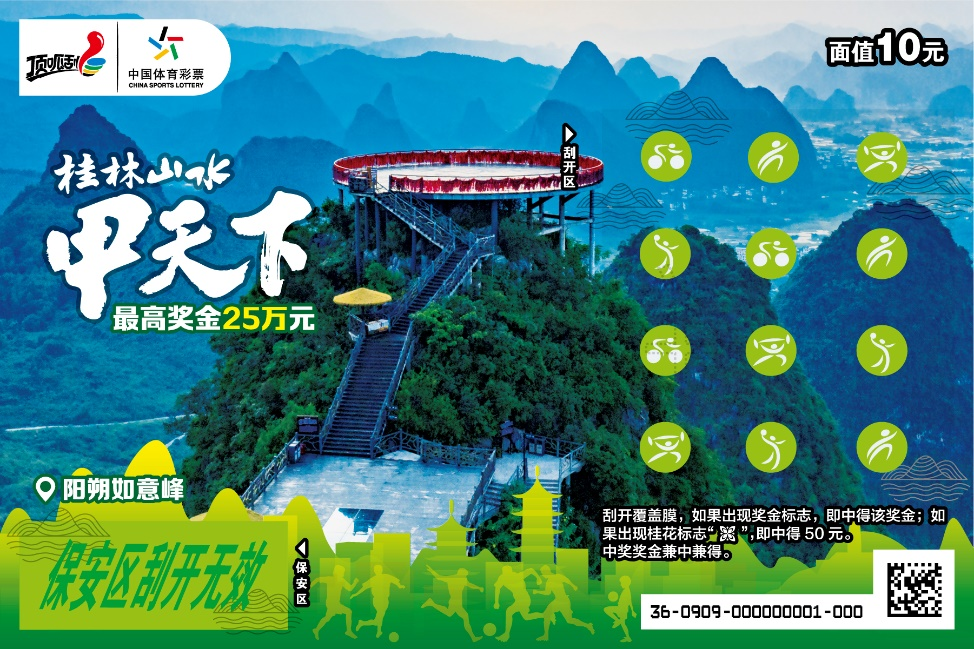 顶呱刮
中国体育彩票
CHINA SPORTS LOTTERY
面值10元
桂林山水
甲天下
最高奖金25万元
刮开区
阳朔如意峰
保安区刮开无效
保安区
刮开覆盖膜，如果出现奖金标志，即中得该奖金；如
果出现桂花标志“ ”，即中得 50 元。
中奖奖金兼中兼得。
36-0909-000000001-000